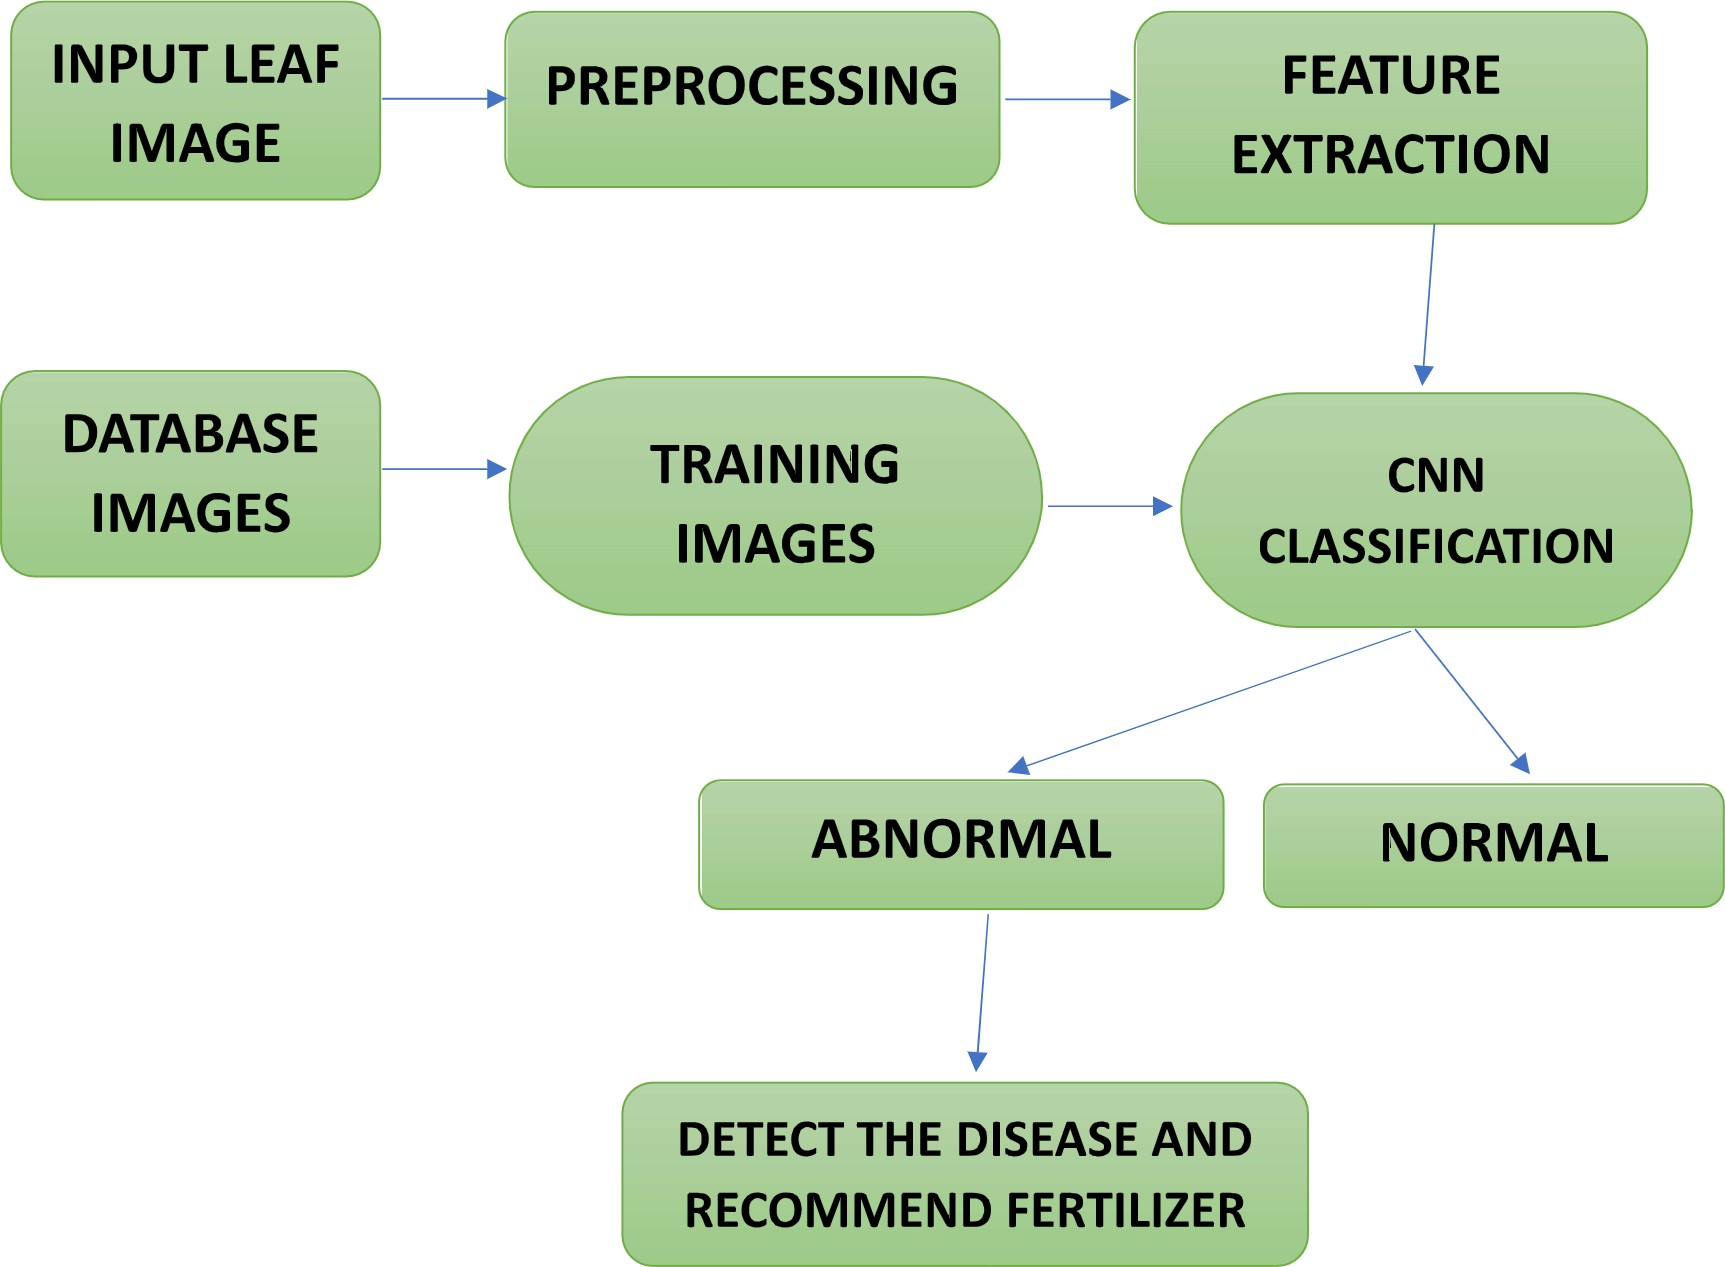 INPUT LEAF
IMAGE
PREPROCESSING
FEATURE
EXTRACTION
DATABASE
IMAGES
TRAINING
IMAGES
CNN
CLASSIFICATION
ABNORMAL
NORMAL
DETECT THE DISEASE AND
RECOMMEND FERTILIZER